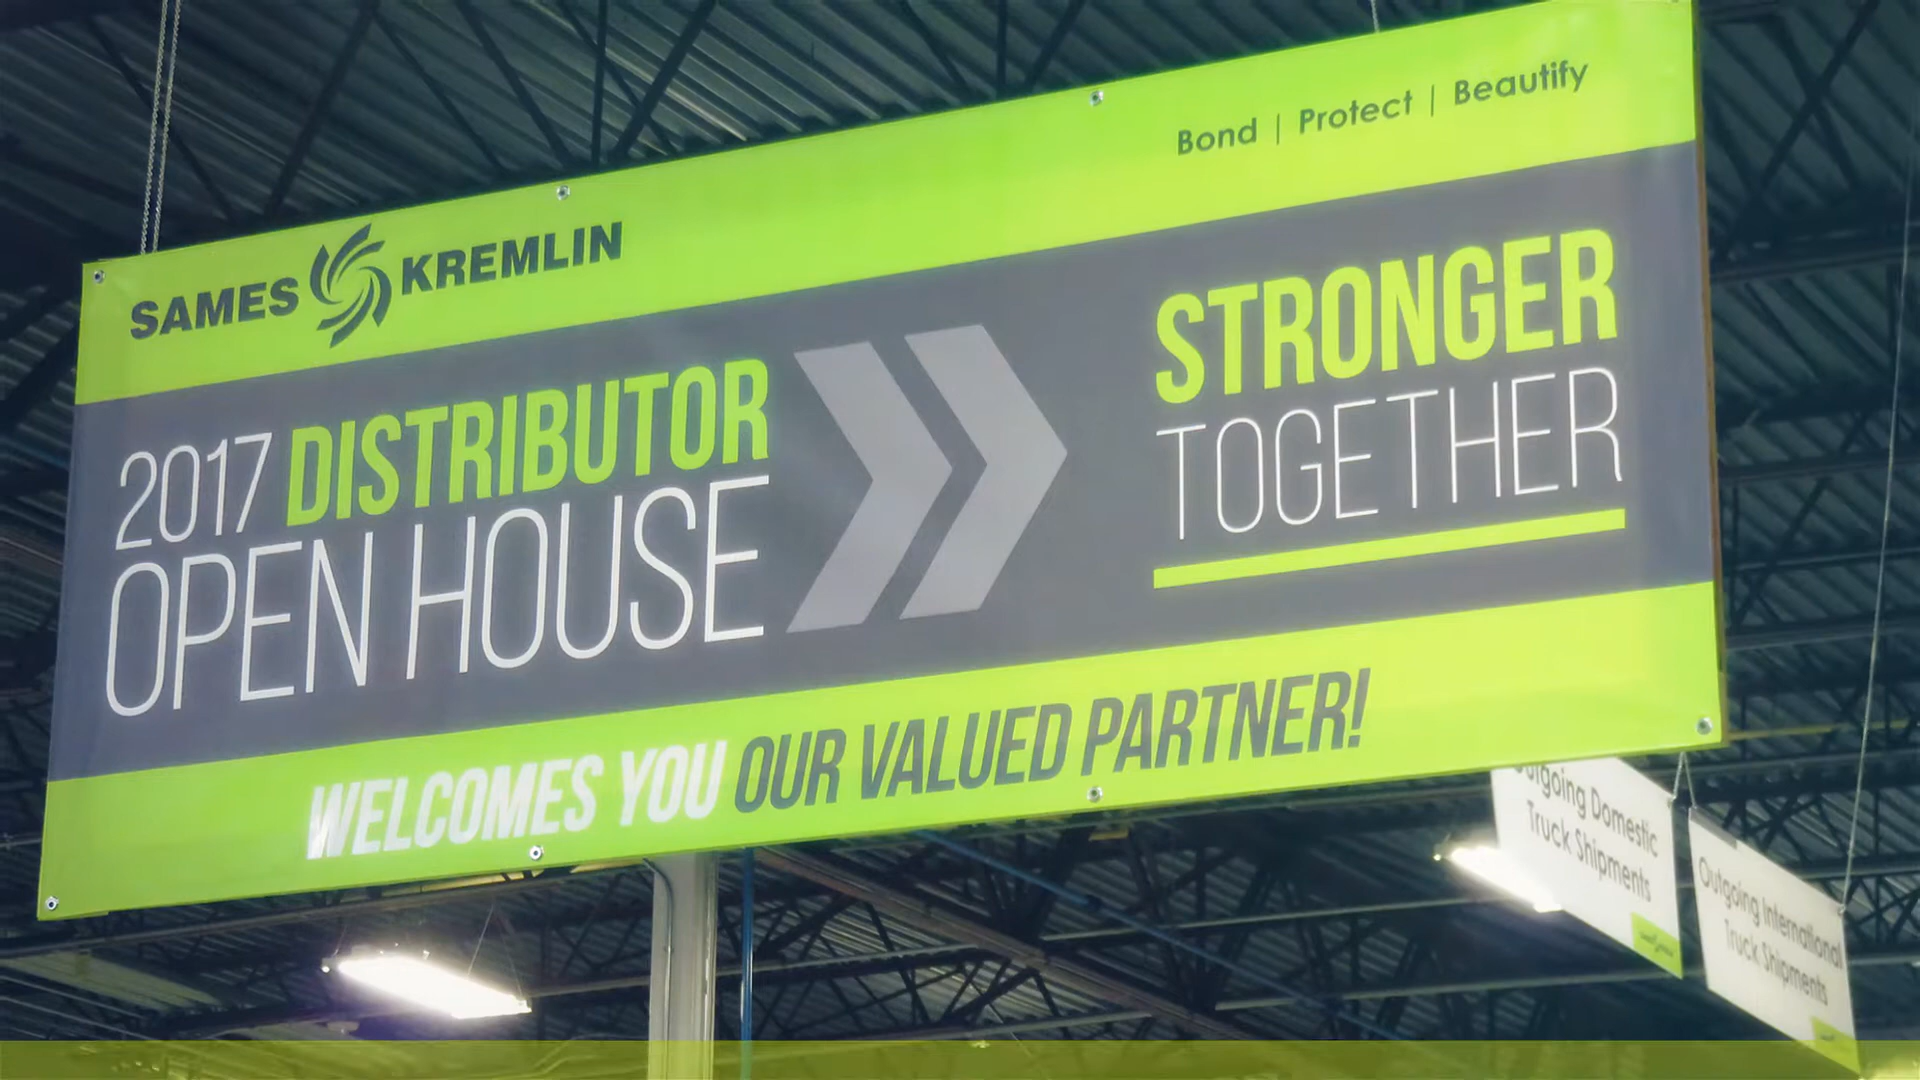 SAMES KREMLIN
Bond | Protect | Beautify
2017 DISTRIBUTOR
OPEN HOUSE
STRONGER
TOGETHER
WELCOMES YOU OUR VALUED PARTNER!
Outgoing Domestic
Truck Shipments
Outgoing International
Truck Shipments